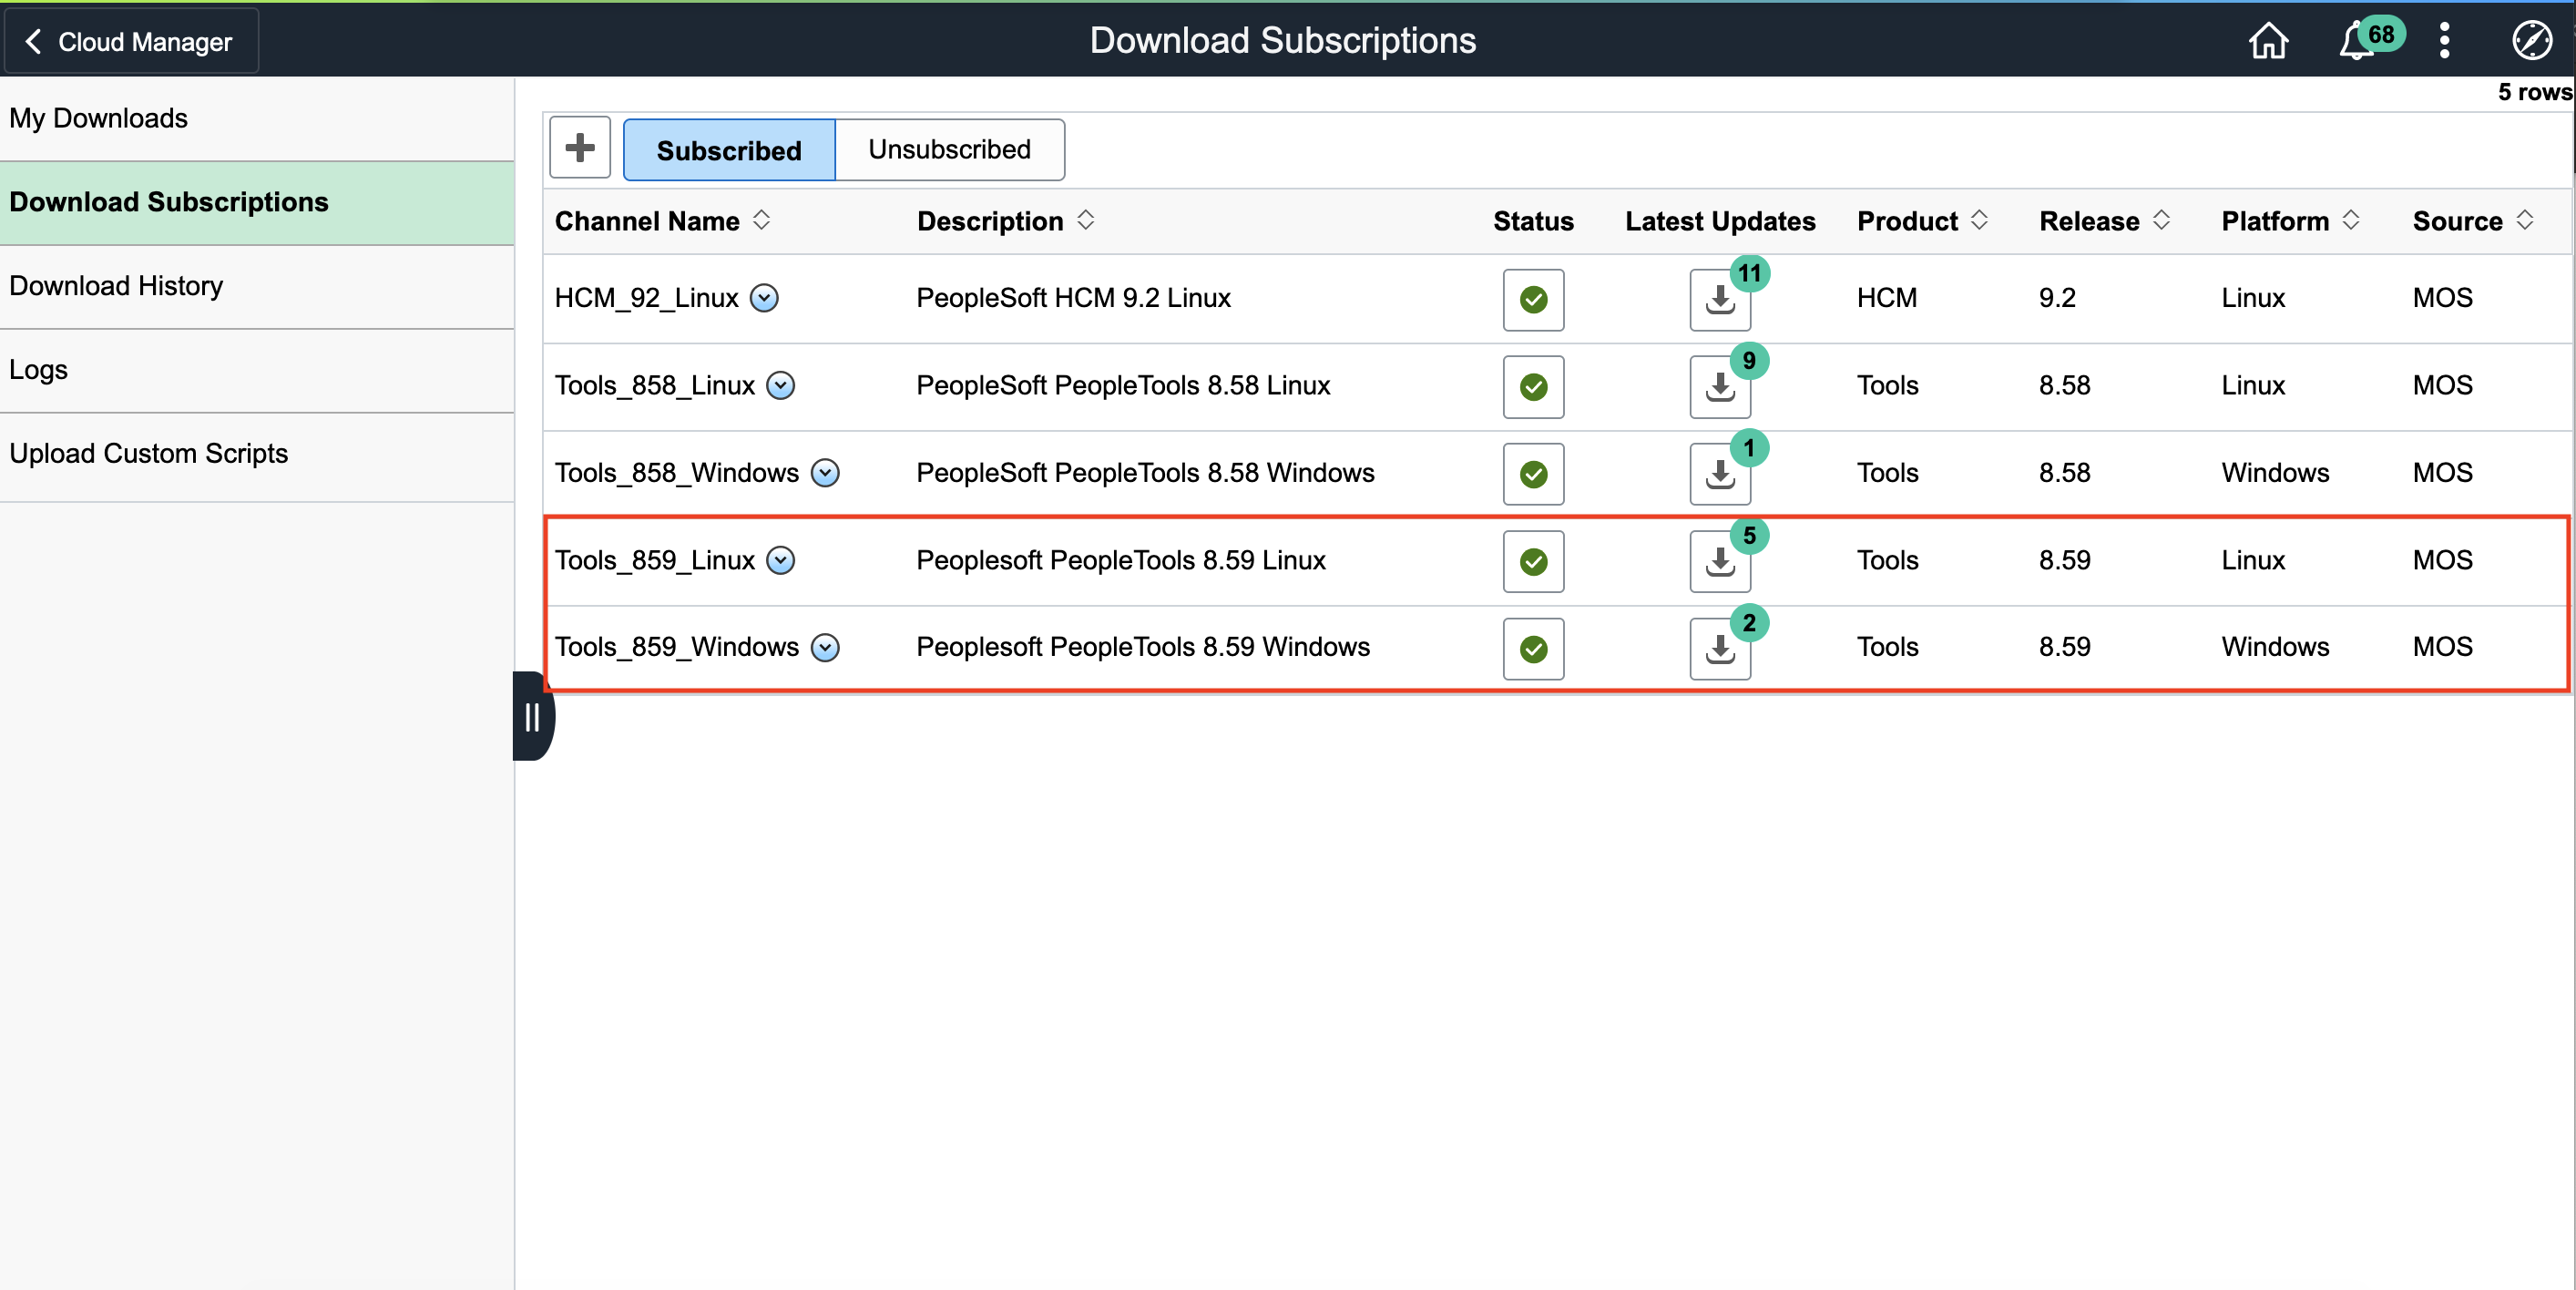 Cloud Manager
Download Subscriptions
68
My Downloads
Download Subscriptions
Download History
Logs
Upload Custom Scripts
5 rows
Subscribed Unsubscribed
Channel Name Description Status Latest Updates Product Release Platform Source
HCM_92_Linux PeopleSoft HCM 9.2 Linux 11 HCM 9.2 Linux MOS
Tools_858_Linux PeopleSoft PeopleTools 8.58 Linux 9 Tools 8.58 Linux MOS
Tools_858_Windows PeopleSoft PeopleTools 8.58 Windows 1 Tools 8.58 Windows MOS
Tools_859_Linux Peoplesoft PeopleTools 8.59 Linux 5 Tools 8.59 Linux MOS
Tools_859_Windows Peoplesoft PeopleTools 8.59 Windows 2 Tools 8.59 Windows MOS